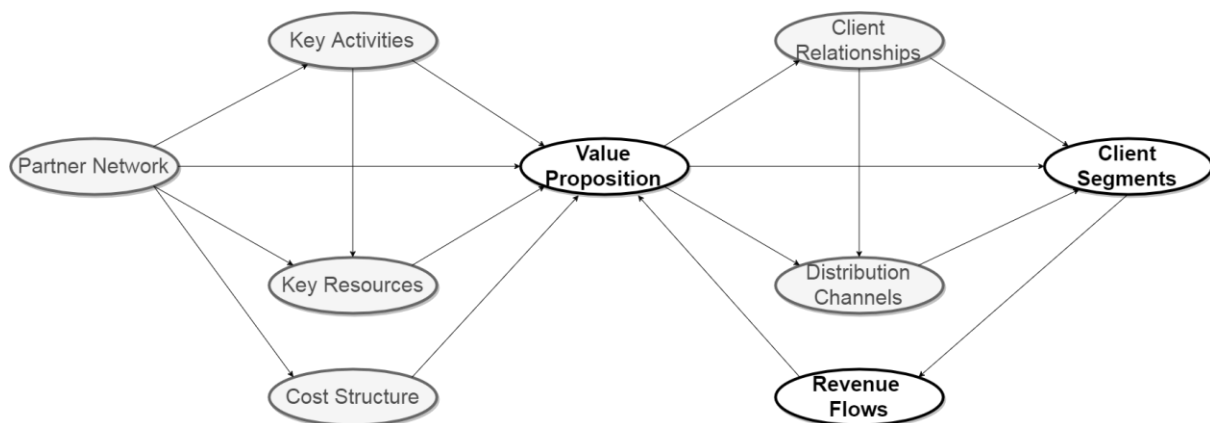 Key Activities
Client
Relationships
Partner Network
Value
Proposition
Client
Segments
Key Resources
Distribution
Channels
Cost Structure
Revenue
Flows